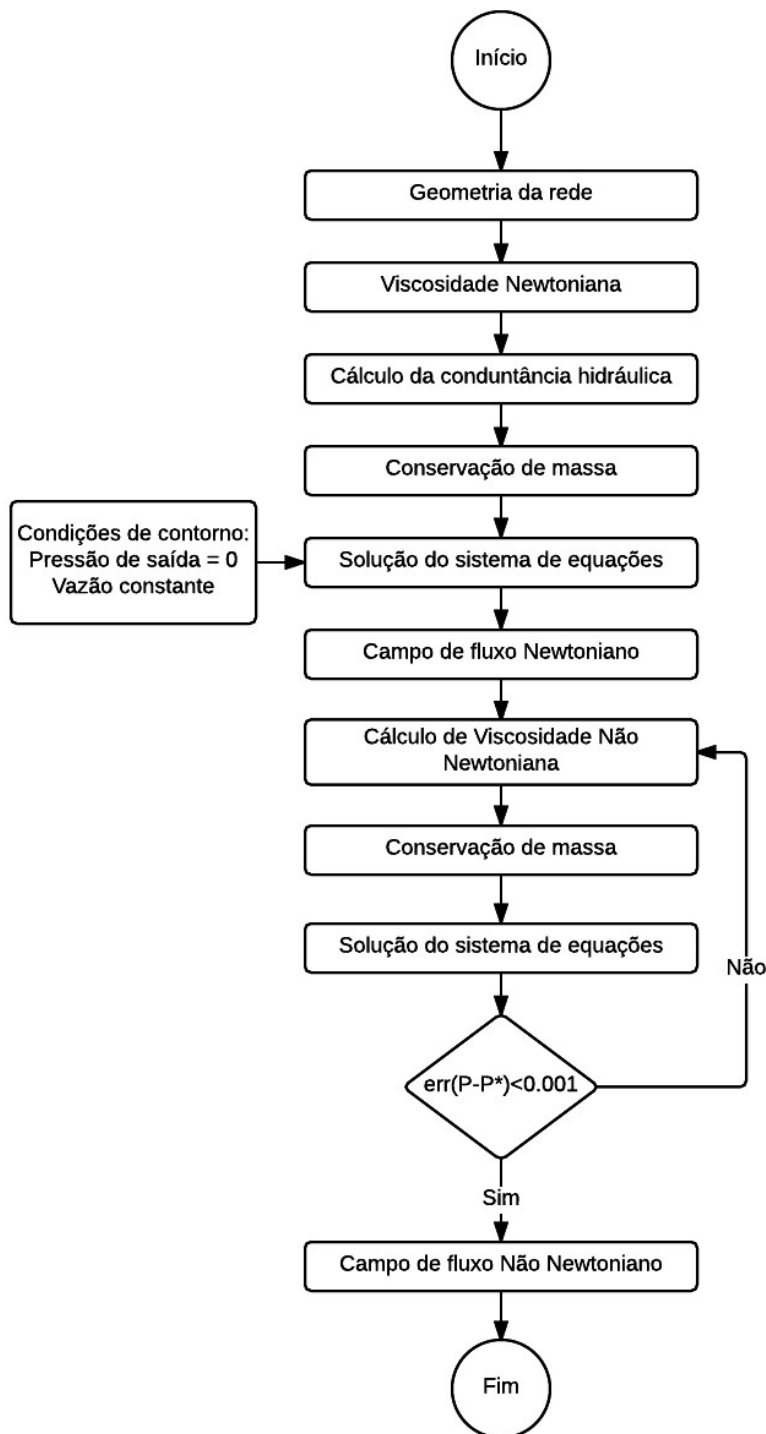 Início
Geometria da rede
Viscosidade Newtoniana
Cálculo da conduntância hidráulica
Conservação de massa
Condições de contorno:
Pressão de saída = 0
Vazão constante
Solução do sistema de equações
Campo de fluxo Newtoniano
Cálculo de Viscosidade Não
Newtoniana
Conservação de massa
Solução do sistema de equações
Não
err(P-P*)<0.001
Sim
Campo de fluxo Não Newtoniano
Fim